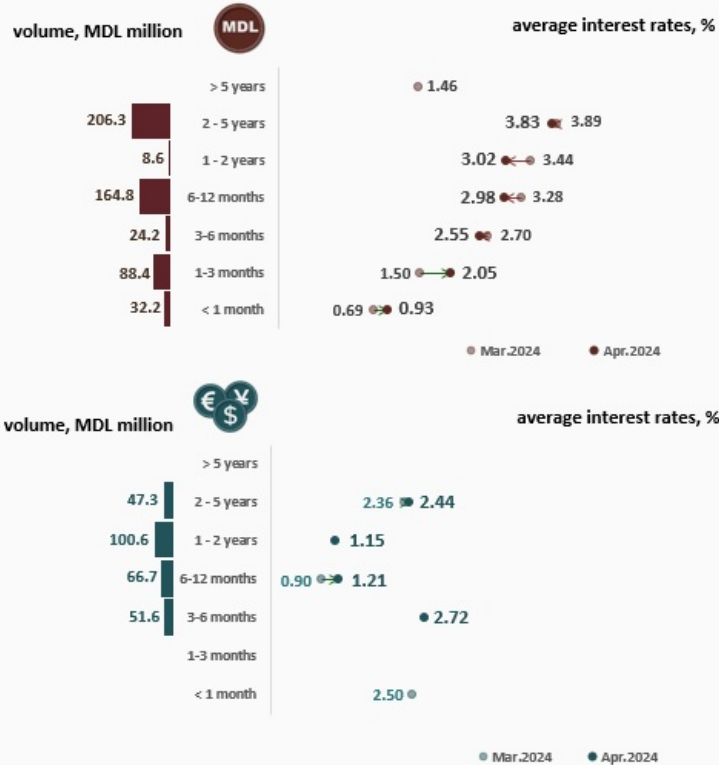 volume, MDL million MDL average interest rates, %
> 5 years 1.46
206.3 2 - 5 years 3.83 3.89
8.6 1 - 2 years 3.02 3.44
164.8 6-12 months 2.98 3.28
24.2 3-6 months 2.55 2.70
88.4 1-3 months 1.50 2.05
32.2 < 1 month 0.69 0.93
Mar.2024 Apr.2024
€ ¥ $
volume, MDL million average interest rates, %
> 5 years
47.3 2 - 5 years 2.36 2.44
100.6 1 - 2 years 1.15
66.7 6-12 months 0.90 1.21
51.6 3-6 months 2.72
1-3 months
< 1 month 2.50
Mar.2024 Apr.2024